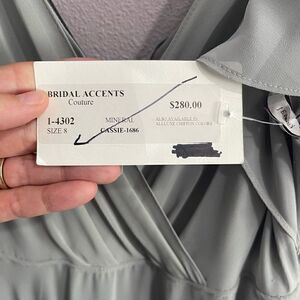 BRIDAL ACCENTS
Couture
$280.00
1-4302
MINERAL
ALSO AVAILABLE IN
SIZE 8
CASSIE-1686
ALLURE CHIFFON COLORS